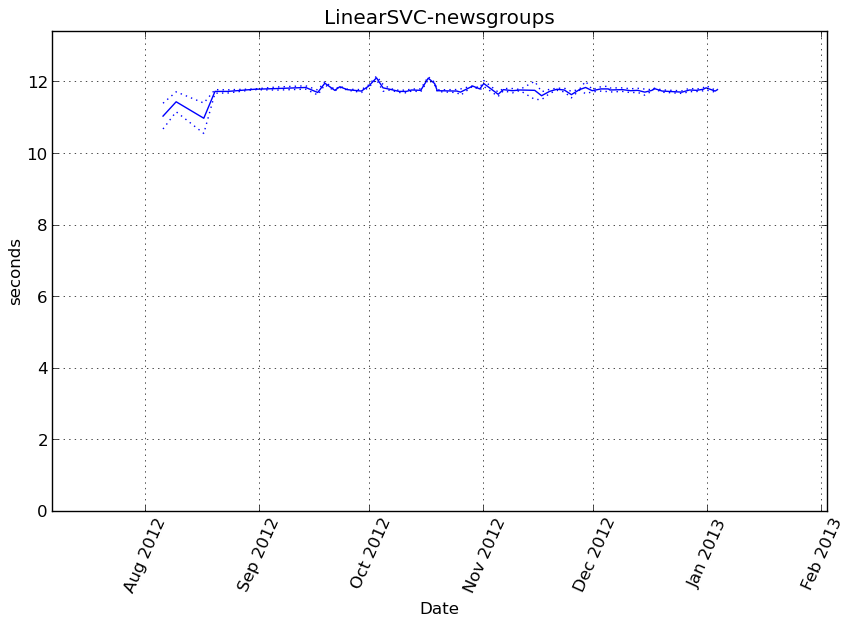 LinearSVC-newsgroups
seconds
12
10
8
6
4
2
0
Aug 2012
Sep 2012
Oct 2012
Nov 2012
Dec 2012
Jan 2013
Feb 2013
Date